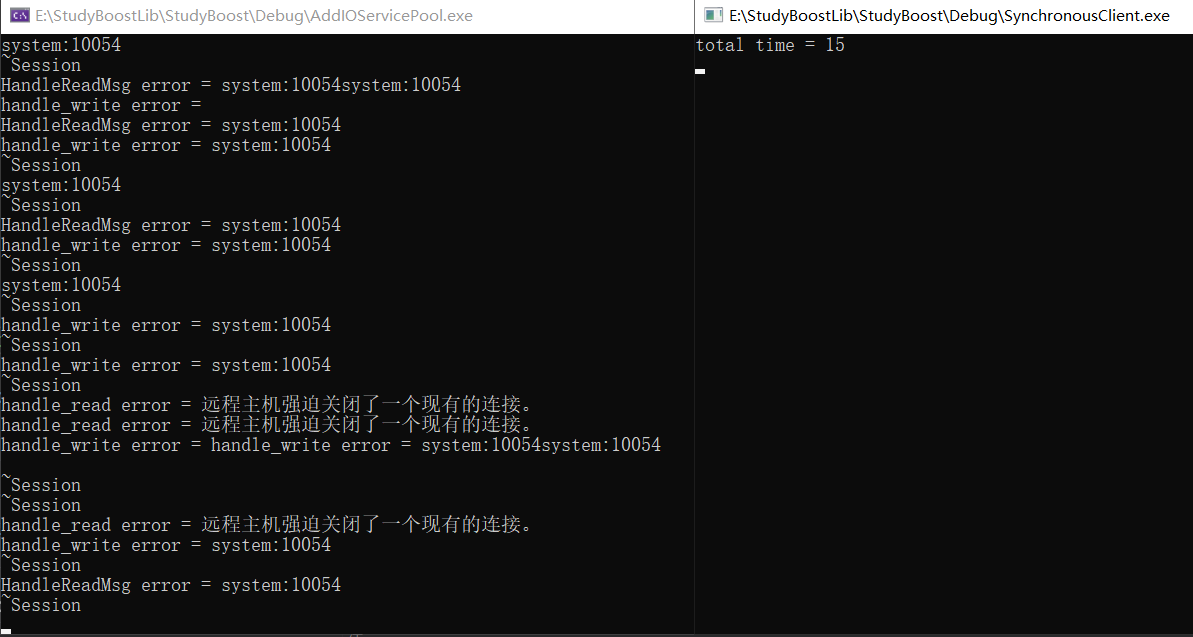 E:\StudyBoostLib\StudyBoost\Debug\AddIOServicePool.exe
system:10054
~Session
HandleReadMsg error = system:10054system:10054
handle_write error =
HandleReadMsg error = system:10054
handle_write error = system:10054
~Session
system:10054
~Session
HandleReadMsg error = system:10054
handle_write error = system:10054
~Session
system:10054
~Session
handle_write error = system:10054
~Session
handle_write error = system:10054
~Session
handle_read error = 远程主机强迫关闭了一个现有的连接。
handle_read error = 远程主机强迫关闭了一个现有的连接。
handle_write error = handle_write error = system:10054system:10054
~Session
~Session
handle_read error = 远程主机强迫关闭了一个现有的连接。
handle_write error = system:10054
~Session
HandleReadMsg error = system:10054
~Session
E:\StudyBoostLib\StudyBoost\Debug\SynchronousClient.exe
total time = 15